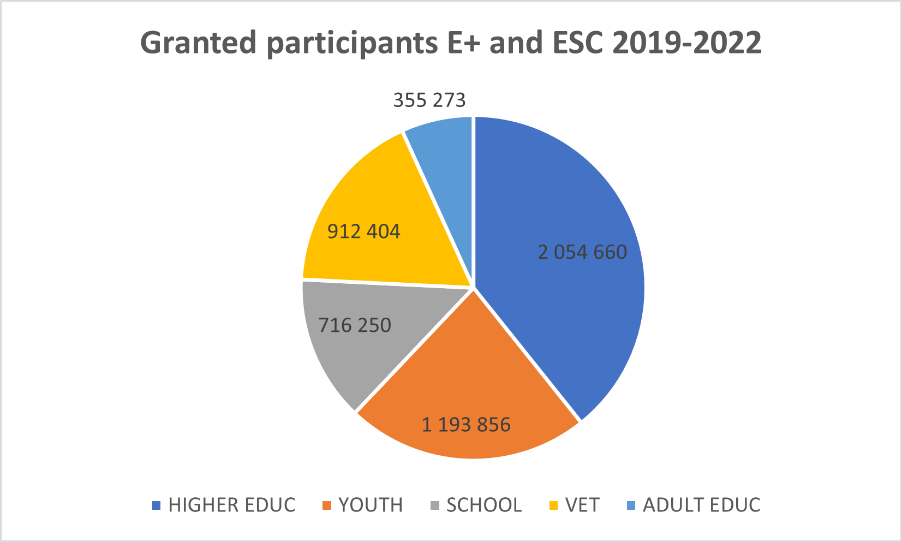 Granted participants E+ and ESC 2019-2022
355 273
912 404
2 054 660
716 250
1 193 856
HIGHER EDUC YOUTH SCHOOL VET ADULT EDUC